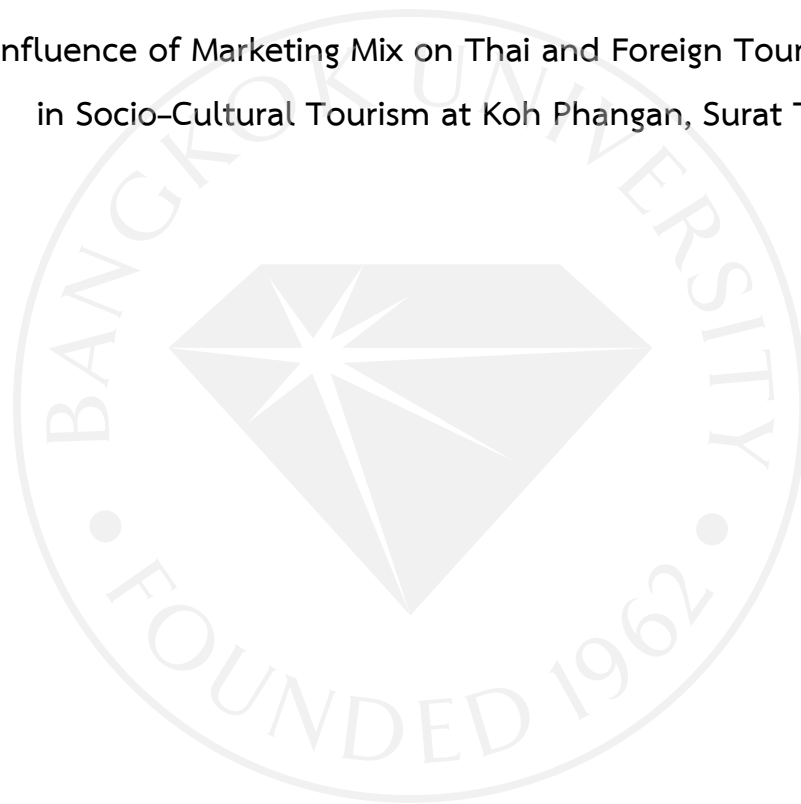 nfluence of Marketing Mix on Thai and Foreign Tour
in Socio-Cultural Tourism at Koh Phangan, Surat T
BANGKOK UNIVERSITY
• FOUNDED 1962 •